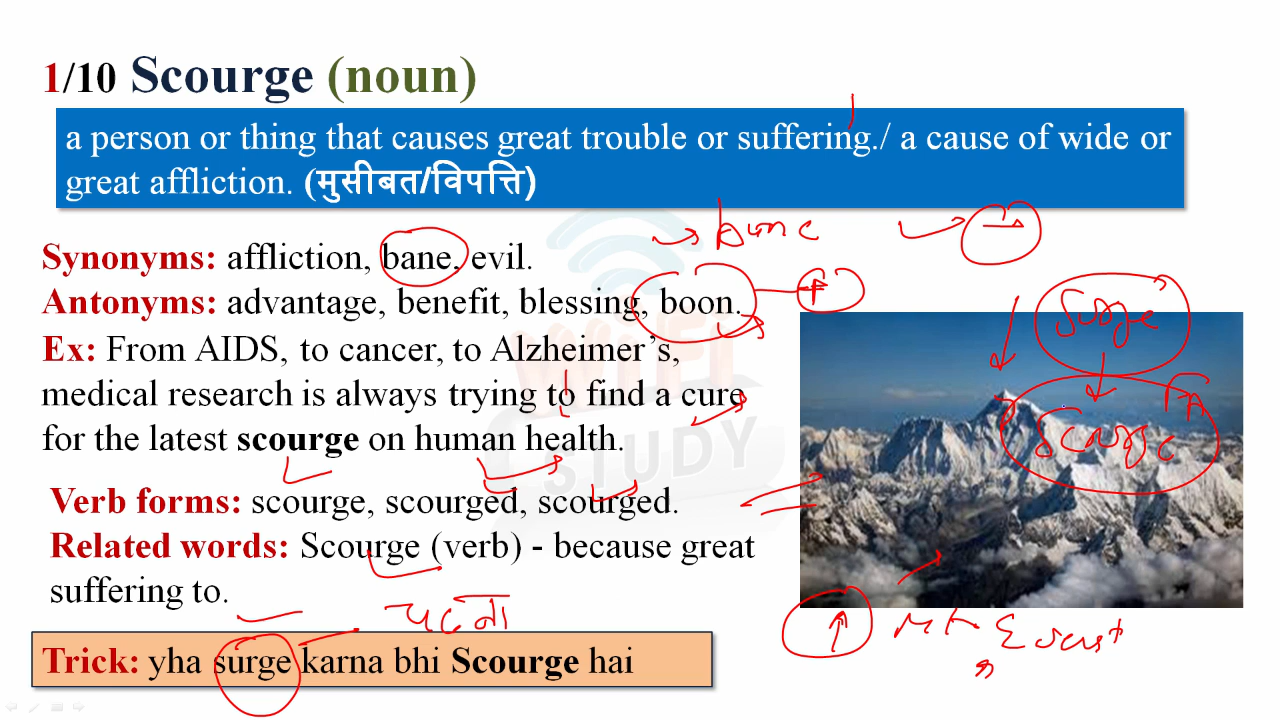 1/10 Scourge (noun)
a person or thing that causes great trouble or suffering./ a cause of wide or
great affliction. (मुसीबत/विपत्ति)
bane
Synonyms: affliction, bane, evil.
Antonyms: advantage, benefit, blessing, boon.
Surge
Ex: From AIDS, to cancer, to Alzheimer's,
medical research is always trying to find a cure
for the latest scourge on human health.
Scourge
WiFi
STUDY
Verb forms: scourge, scourged, scourged.
Related words: Scourge (verb) - because great
suffering to.
चढना
Mt. Everest
Trick: yha surge karna bhi Scourge hai